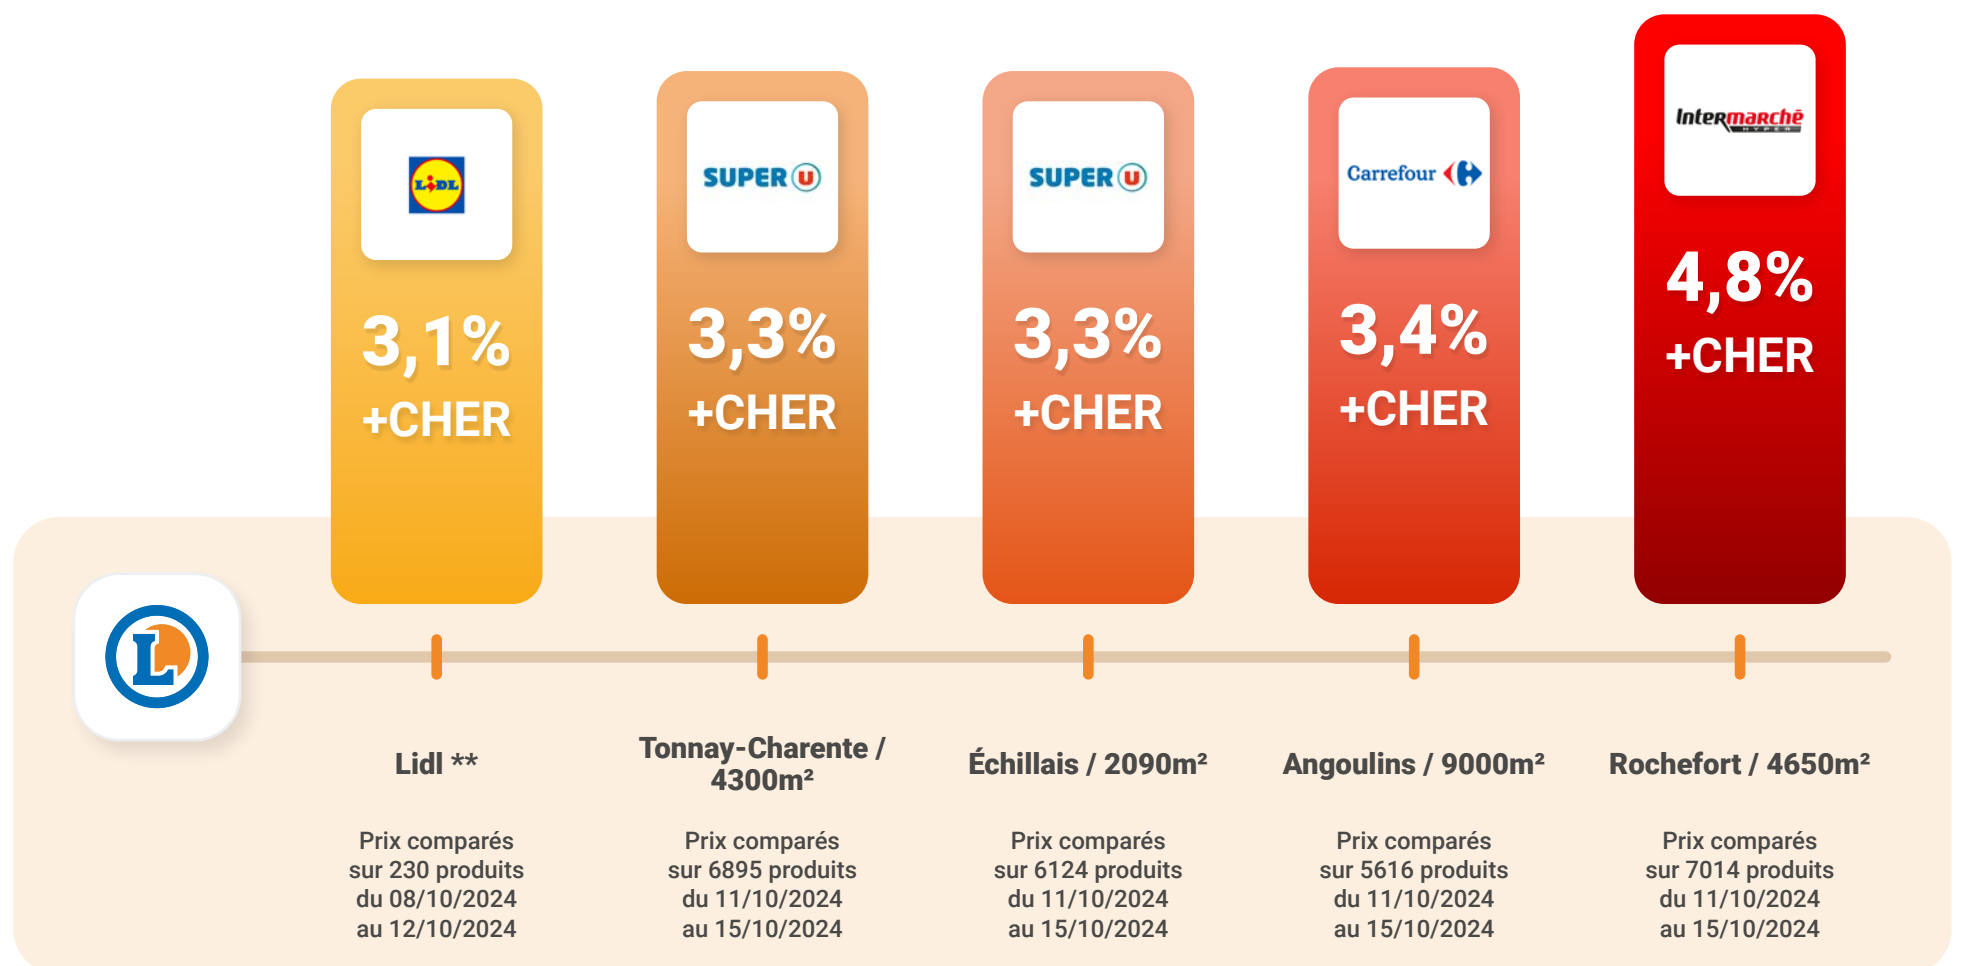 LiDL
3,1%
+CHER
SUPER U
3,3%
+CHER
SUPER U
3,3%
+CHER
Carrefour
3,4%
+CHER
Intermarchē
HYPER
4,8%
+CHER
L
Lidl **
Prix comparés
sur 230 produits
du 08/10/2024
au 12/10/2024
Tonnay-Charente /
4300m²
Prix comparés
sur 6895 produits
du 11/10/2024
au 15/10/2024
Échillais / 2090m²
Prix comparés
sur 6124 produits
du 11/10/2024
au 15/10/2024
Angoulins / 9000m²
Prix comparés
sur 5616 produits
du 11/10/2024
au 15/10/2024
Rochefort / 4650m²
Prix comparés
sur 7014 produits
du 11/10/2024
au 15/10/2024